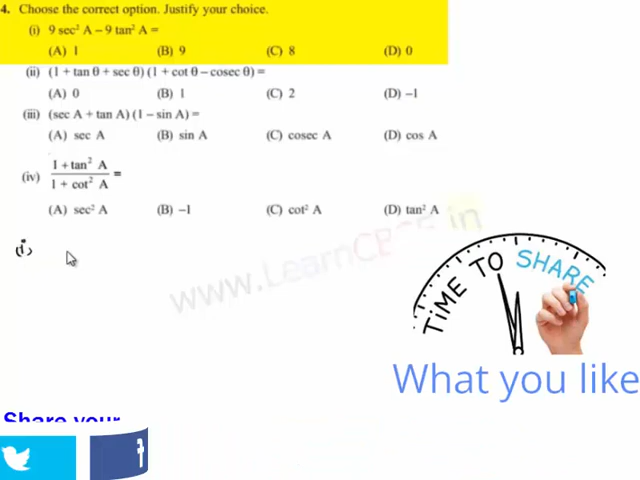 4. Choose the correct option. Justify your choice.
(i) 9 sec² A – 9 tan² A =
(A) 1 (B) 9 (C) 8 (D) 0
(ii) (1 + tan θ + sec θ) (1 + cot θ – cosec θ) =
(A) 0 (B) 1 (C) 2 (D) –1
(iii) (sec A + tan A) (1 – sin A) =
(A) sec A (B) sin A (C) cosec A (D) cos A
(iv) 1 + tan² A / 1 + cot² A =
(A) sec² A (B) –1 (C) cot² A (D) tan² A
(i)
www.LearnCBSE.in
TiME TO SHARE
What you like
Share your
f